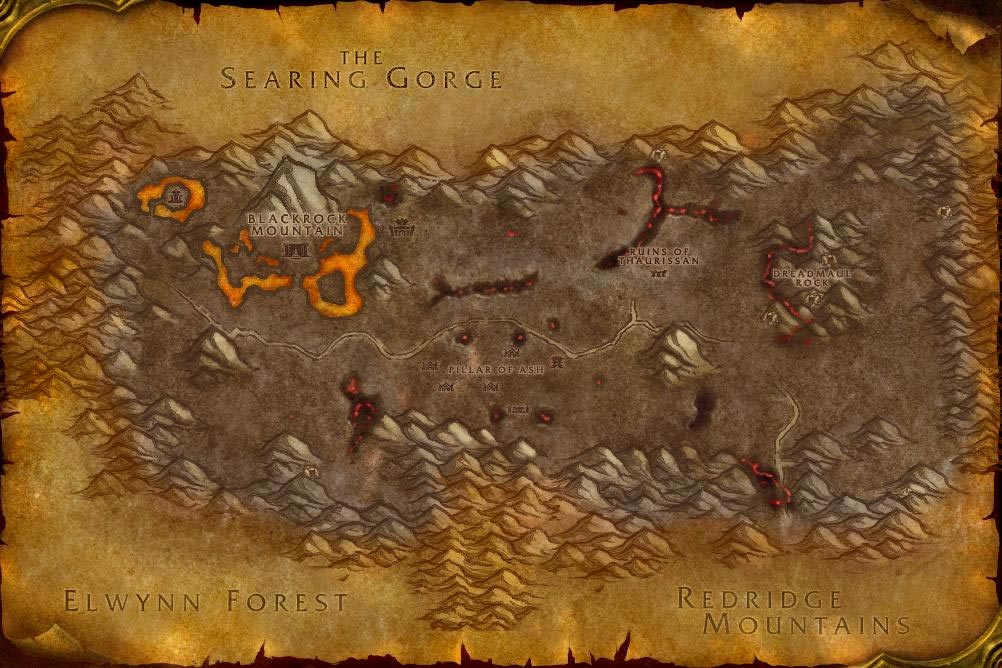 THE
SEARING GORGE
BLACKROCK
MOUNTAIN
RUINS OF
THAURISSAN
DREADMAUL
ROCK
PILLAR OF ASH
ELWYNN FOREST
REDRIDGE
MOUNTAINS